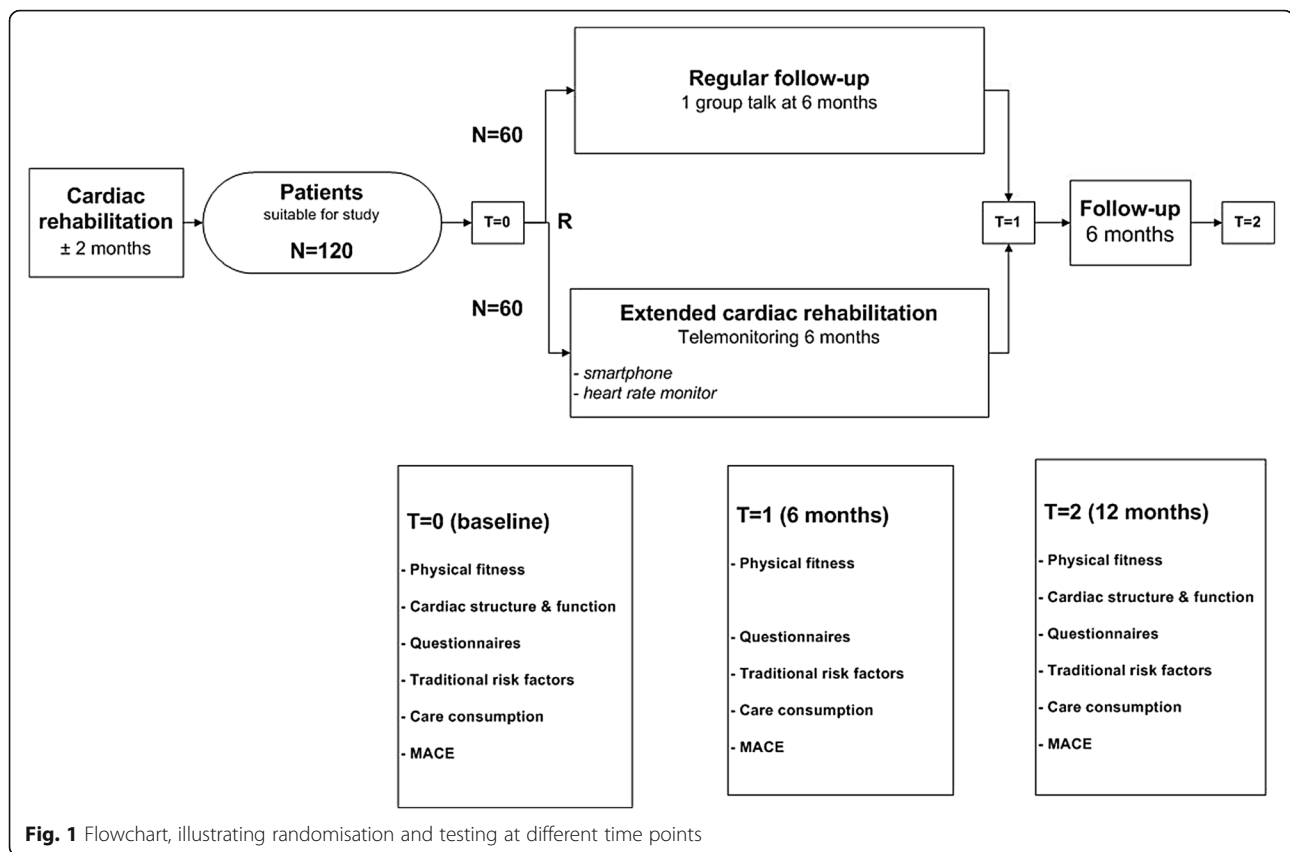 Cardiac
rehabilitation
± 2 months
Patients
suitable for study
N=120
T=0
R
N=60
Regular follow-up
1 group talk at 6 months
N=60
Extended cardiac rehabilitation
Telemonitoring 6 months
- smartphone
- heart rate monitor
T=1
Follow-up
6 months
T=2
T=0 (baseline)
- Physical fitness
- Cardiac structure & function
- Questionnaires
- Traditional risk factors
- Care consumption
- MACE
T=1 (6 months)
- Physical fitness
- Questionnaires
- Traditional risk factors
- Care consumption
- MACE
T=2 (12 months)
- Physical fitness
- Cardiac structure & function
- Questionnaires
- Traditional risk factors
- Care consumption
- MACE
Fig. 1 Flowchart, illustrating randomisation and testing at different time points